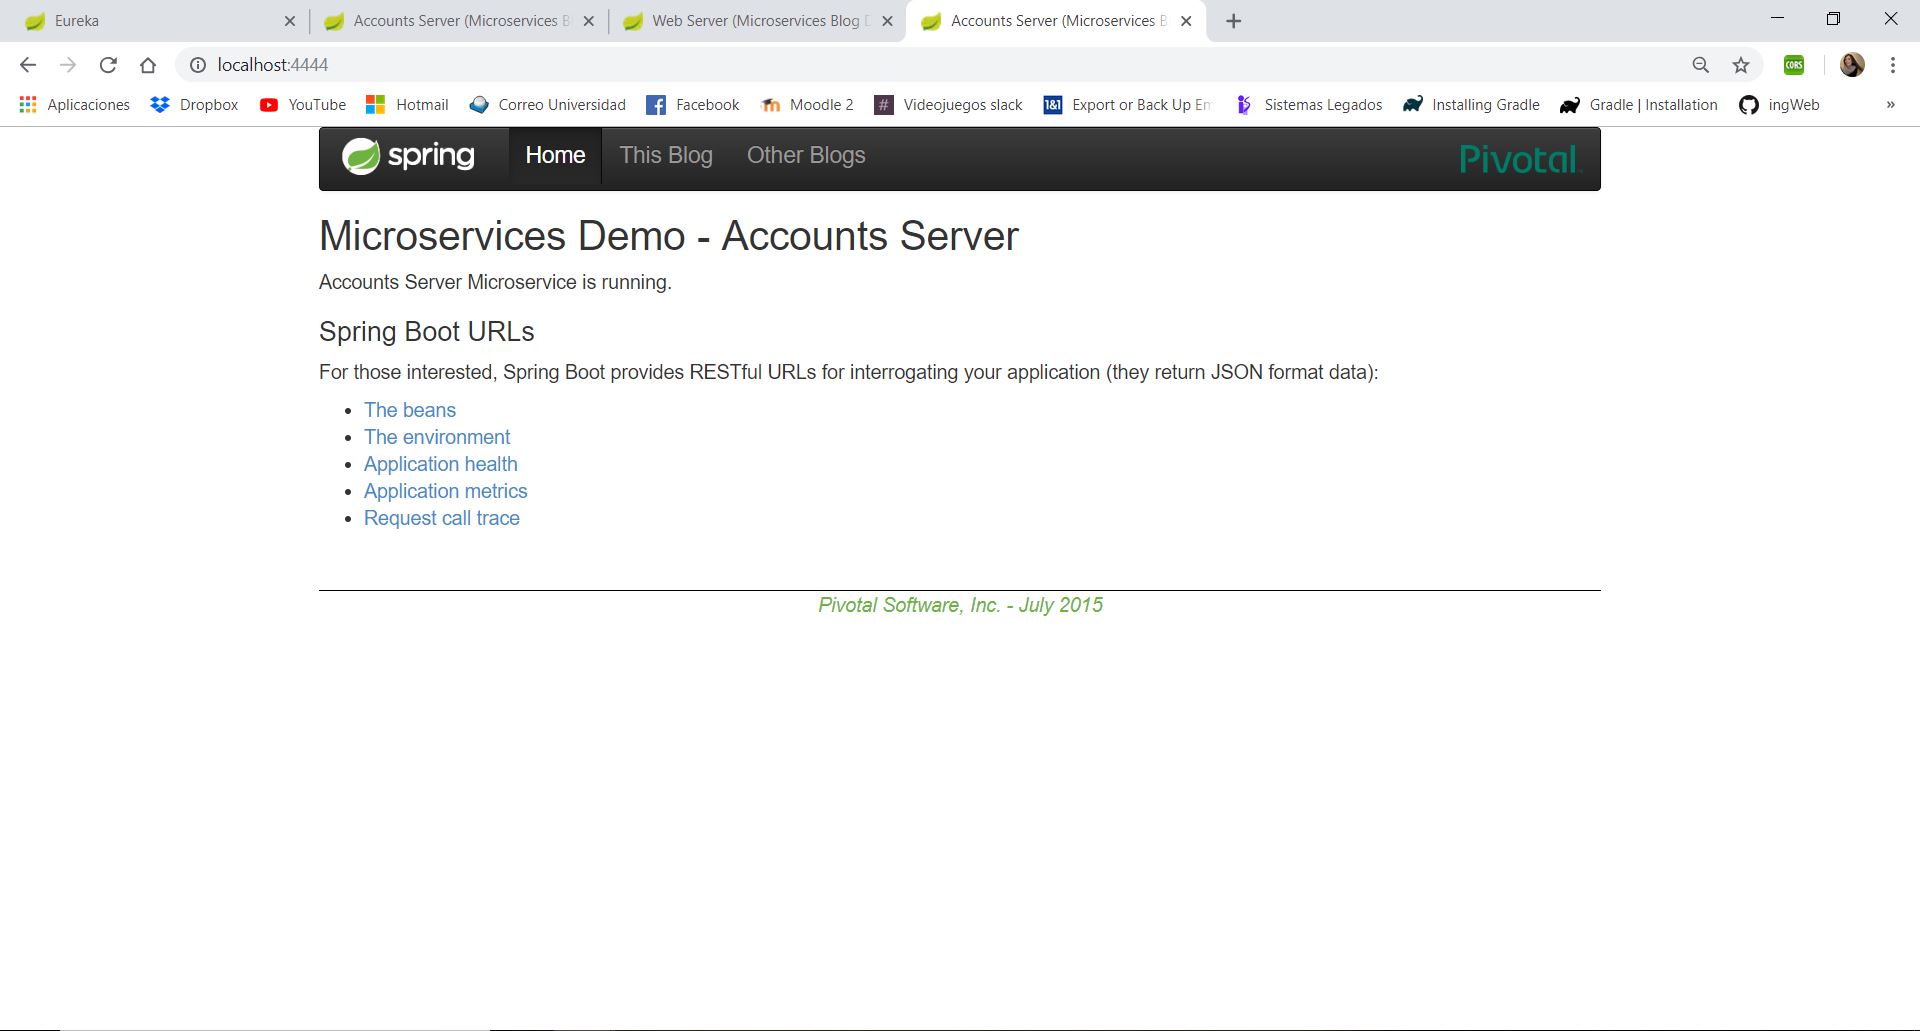 Eureka
Accounts Server (Microservices B
Web Server (Microservices Blog D
Accounts Server (Microservices B
localhost:4444
CORS
Aplicaciones
Dropbox
YouTube
Hotmail
Correo Universidad
Facebook
Moodle 2
# Videojuegos slack
1&1 Export or Back Up Em
Sistemas Legados
Installing Gradle
Gradle | Installation
ingWeb
»
spring
Home
This Blog
Other Blogs
Pivotal
Microservices Demo - Accounts Server
Accounts Server Microservice is running.
Spring Boot URLs
For those interested, Spring Boot provides RESTful URLs for interrogating your application (they return JSON format data):
• The beans
• The environment
• Application health
• Application metrics
• Request call trace
Pivotal Software, Inc. - July 2015